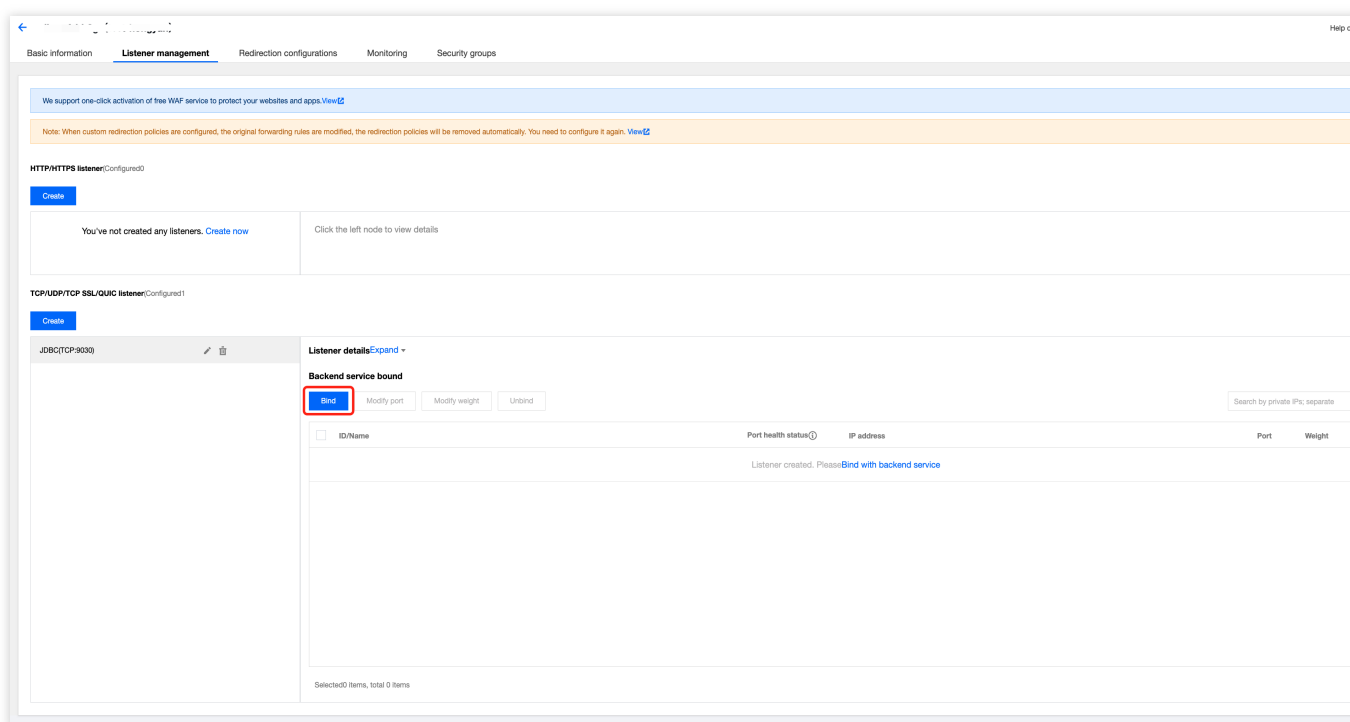 Help
Basic information Listener management Redirection configurations Monitoring Security groups
We support one-click activation of free WAF service to protect your websites and apps.View
Note: When custom redirection policies are configured, the original forwarding rules are modified, the redirection policies will be removed automatically. You need to configure it again. View
HTTP/HTTPS listener(Configured0
Create
You've not created any listeners. Create now
Click the left node to view details
TCP/UDP/TCP SSL/QUIC listener(Configured1
Create
JDBC(TCP:9030)
Listener detailsExpand
Backend service bound
Bind Modify port Modify weight Unbind
Search by private IPs; separate
ID/Name Port health status IP address Port Weight
Listener created. PleaseBind with backend service
Selected0 items, total 0 items